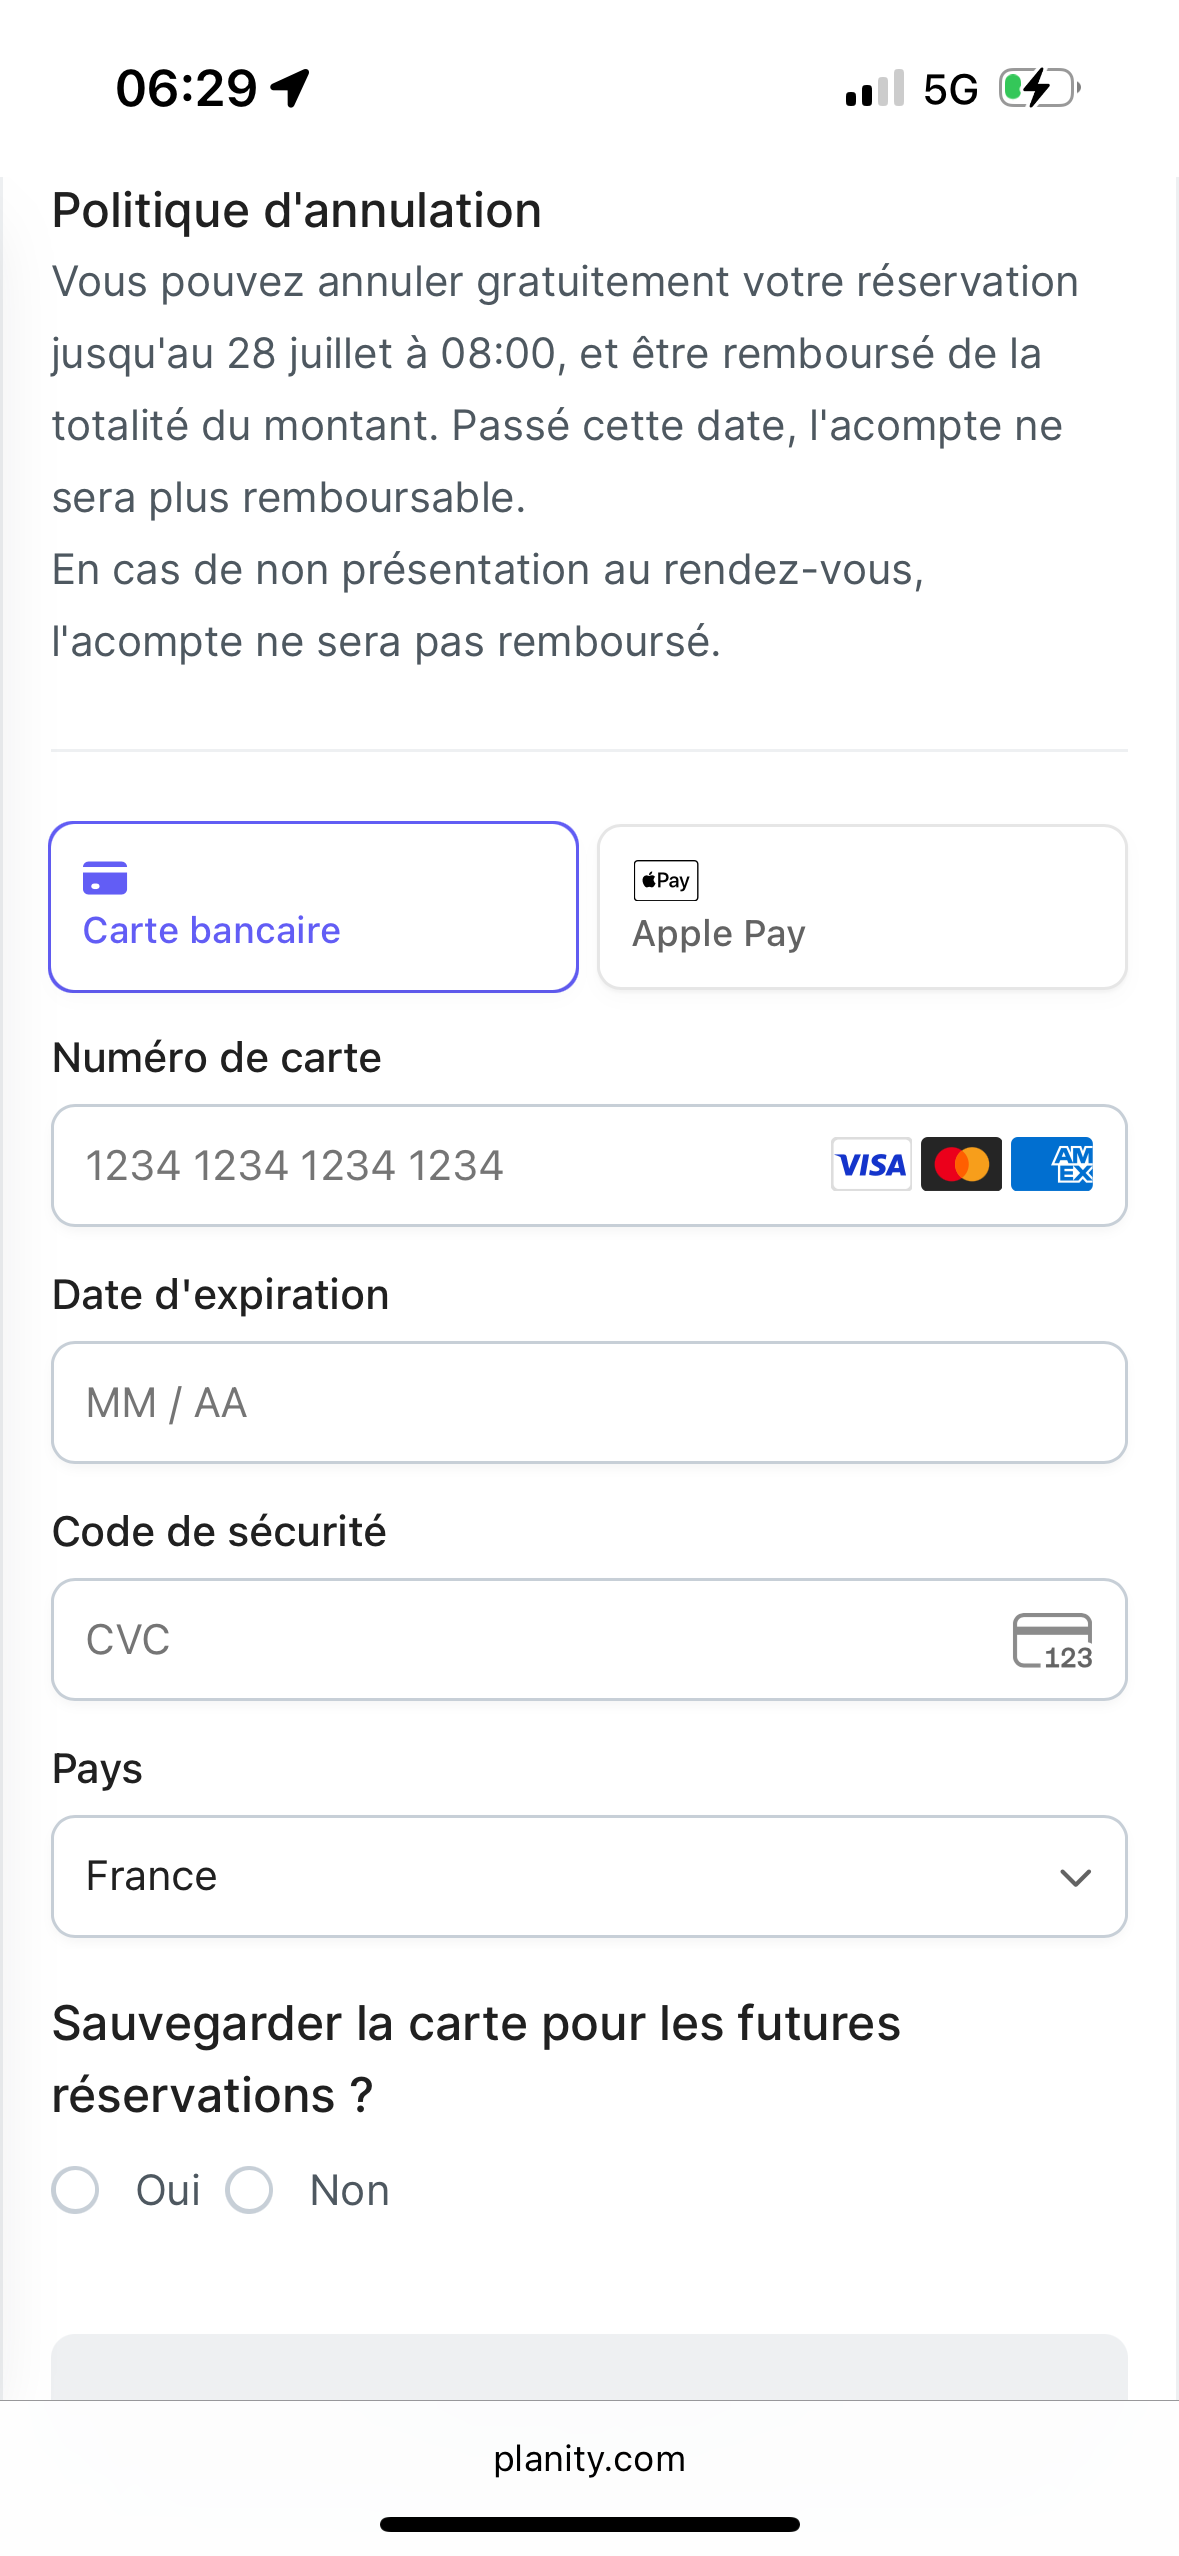 06:29
5G
Politique d'annulation
Vous pouvez annuler gratuitement votre réservation
jusqu'au 28 juillet à 08:00, et être remboursé de la
totalité du montant. Passé cette date, l'acompte ne
sera plus remboursable.
En cas de non présentation au rendez-vous,
l'acompte ne sera pas remboursé.
Carte bancaire
Pay
Apple Pay
Numéro de carte
1234 1234 1234 1234
VISA
AM
EX
Date d'expiration
MM / AA
Code de sécurité
CVC
123
Pays
France
Sauvegarder la carte pour les futures
réservations ?
Oui Non
planity.com